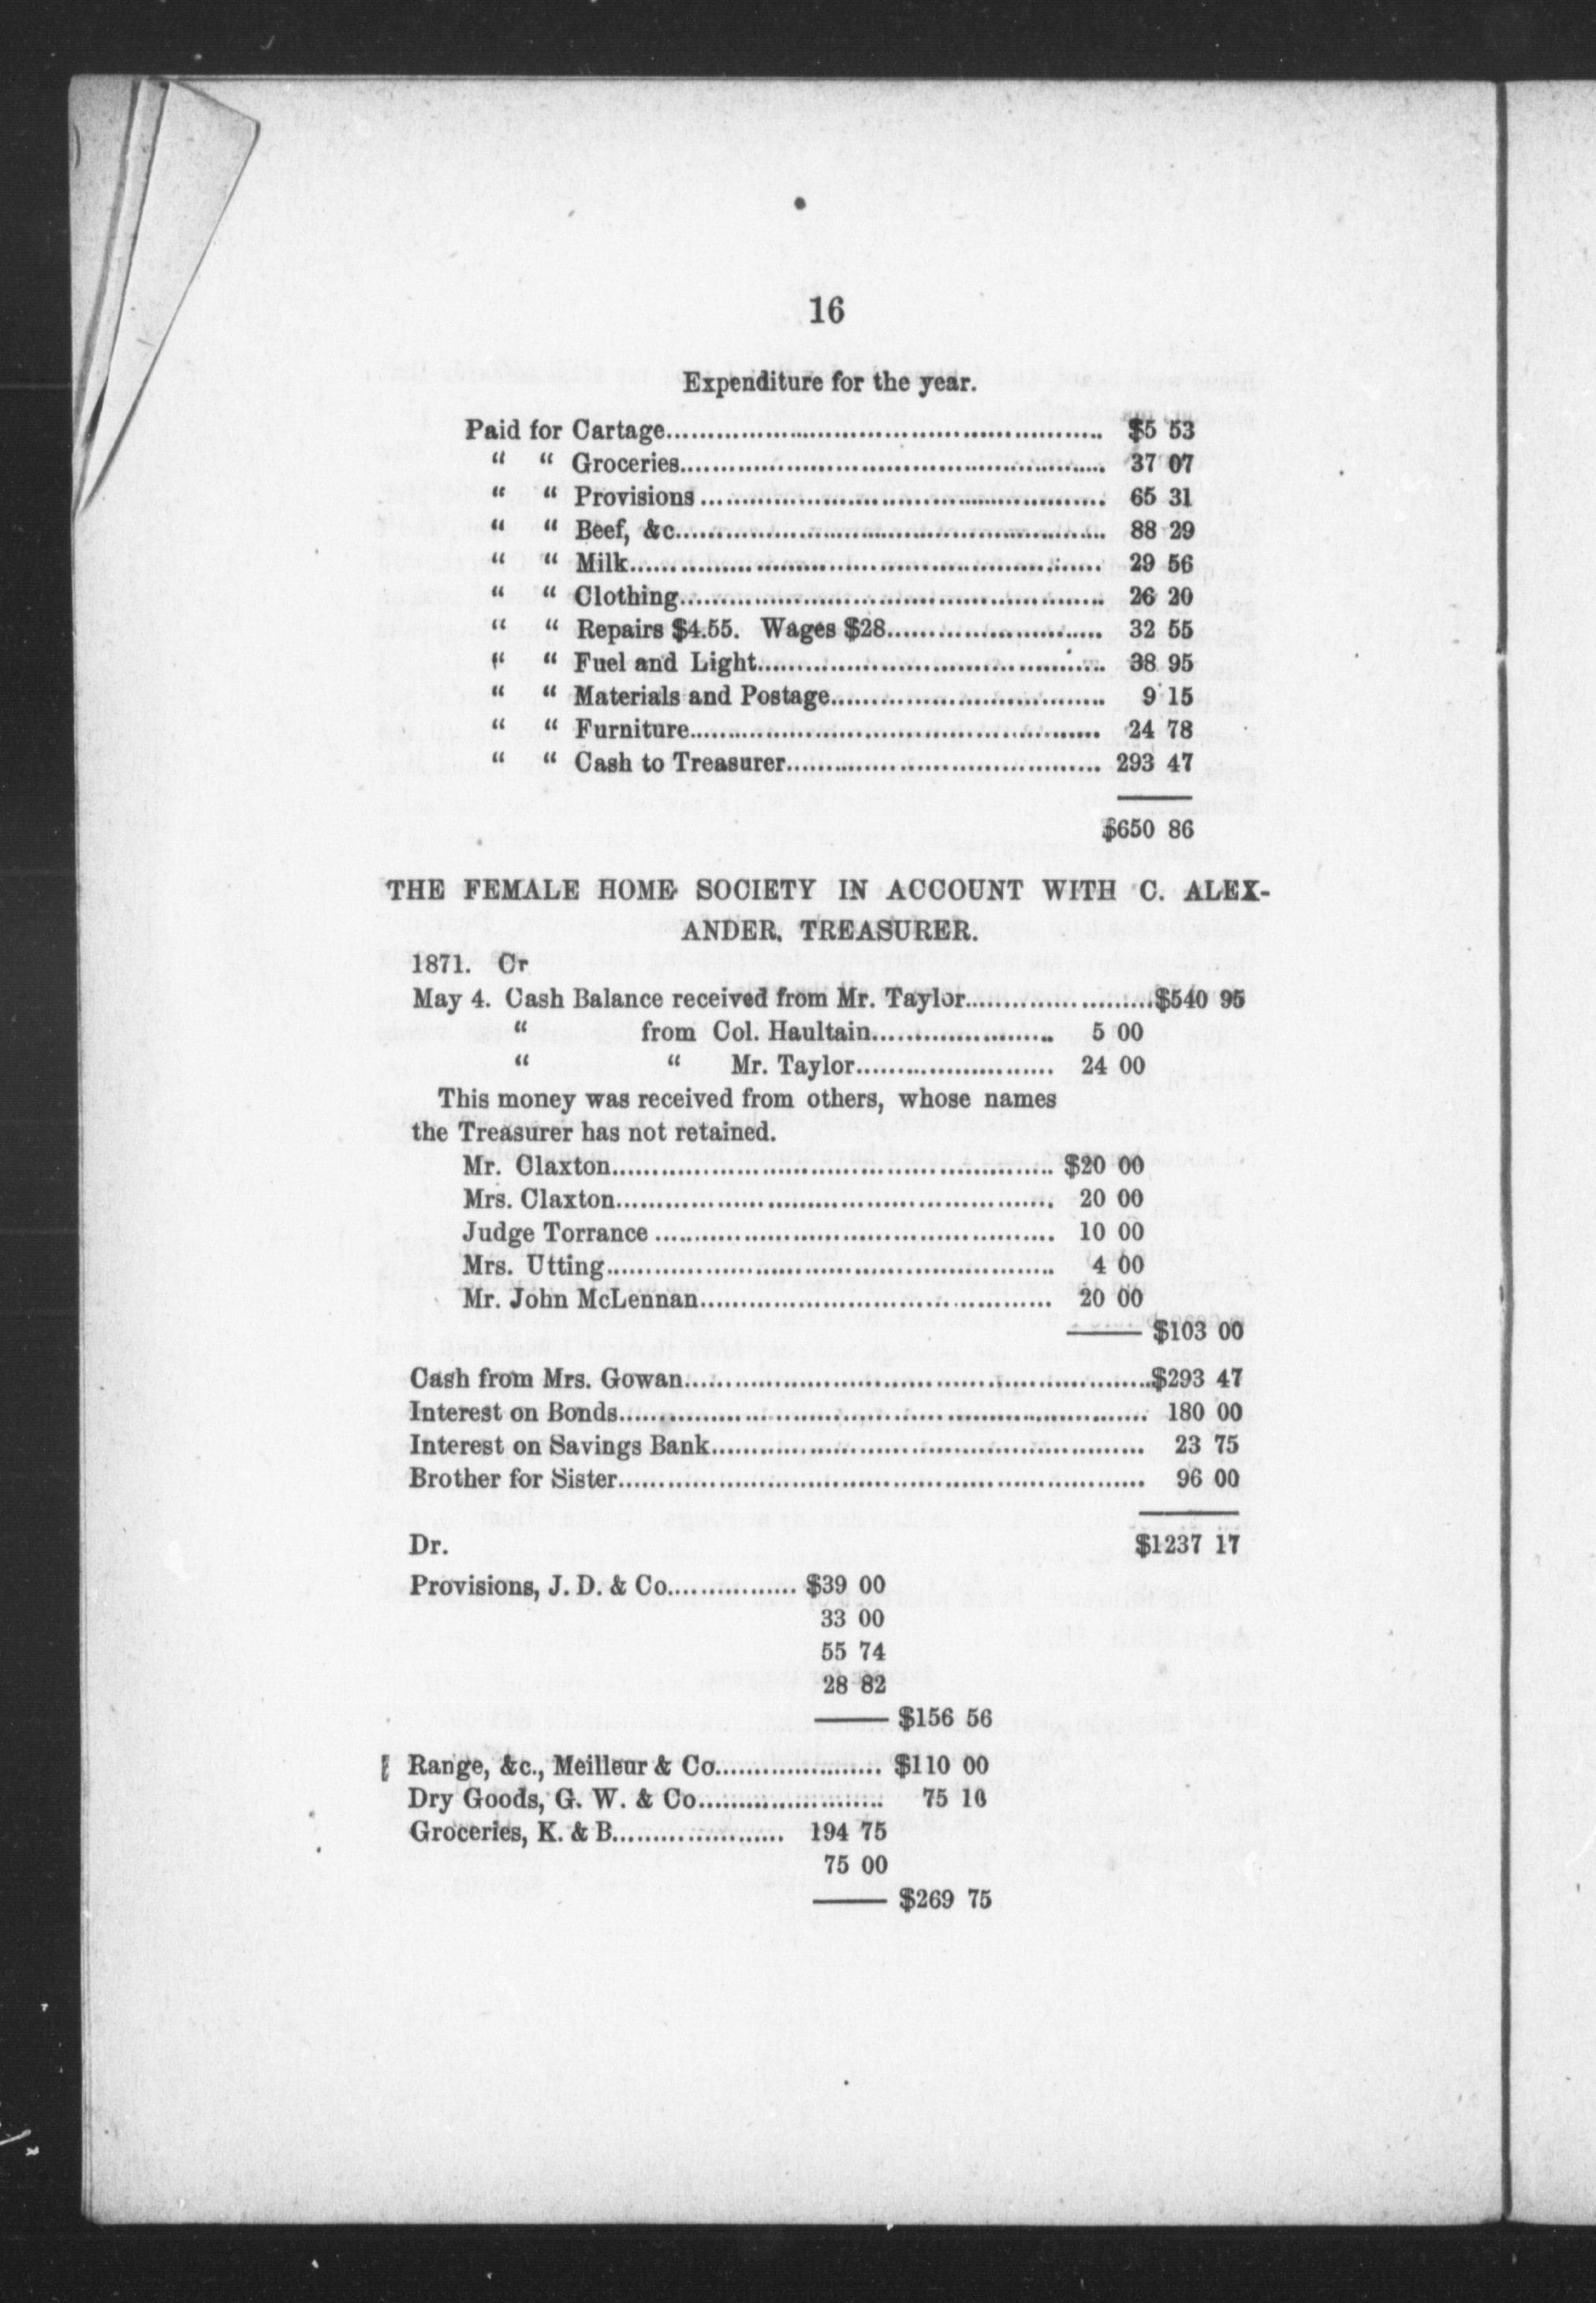 16
Expenditure for the year.
Paid for Cartage.................................................... $5 53
“ “ Groceries.................................................. 37 07
“ “ Provisions ................................................ 65 31
“ “ Beef, &c................................................... 88 29
“ “ Milk........................................................ 29 56
“ “ Clothing.................................................. 26 20
“ “ Repairs $4.55. Wages $28.......................... 32 55
“ “ Fuel and Light.......................................... 38 95
“ “ Materials and Postage................................. 9 15
“ “ Furniture................................................. 24 78
“ “ Cash to Treasurer...................................... 293 47
$650 86
THE FEMALE HOME SOCIETY IN ACCOUNT WITH C. ALEX-
ANDER, TREASURER.
1871. Cr
May 4. Cash Balance received from Mr. Taylor.......................$540 95
“ from Col. Haultain...................... 5 00
“ “ Mr. Taylor........................ 24 00
This money was received from others, whose names
the Treasurer has not retained.
Mr. Claxton..................................................... $20 00
Mrs. Claxton.................................................... 20 00
Judge Torrance ................................................ 10 00
Mrs. Utting..................................................... 4 00
Mr. John McLennan.......................................... 20 00
$103 00
Cash from Mrs. Gowan........................................................$293 47
Interest on Bonds............................................................... 180 00
Interest on Savings Bank.................................................... 23 75
Brother for Sister............................................................... 96 00
Dr. $1237 17
Provisions, J. D. & Co................ $39 00
33 00
55 74
28 82
$156 56
Range, &c., Meilleur & Co.................... $110 00
Dry Goods, G. W. & Co....................... 75 10
Groceries, K. & B..................... 194 75
75 00
$269 75